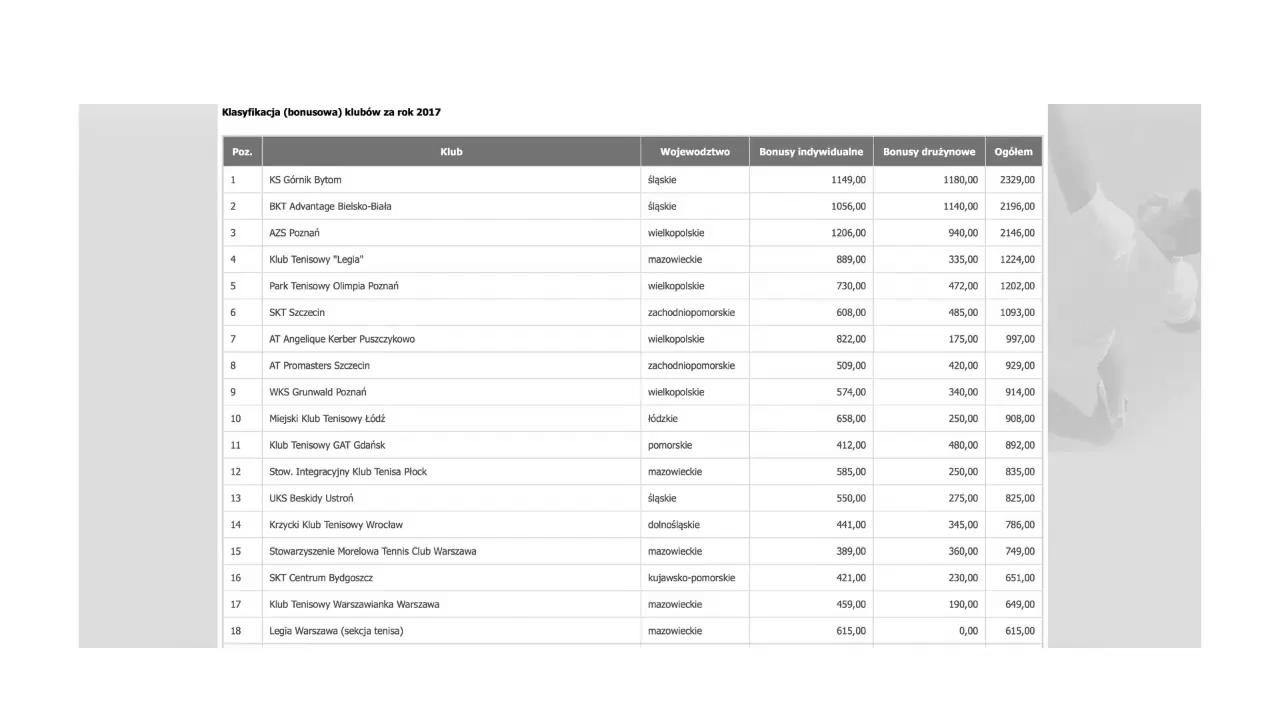 Klasyfikacja (bonusowa) klubów za rok 2017
Poz. Klub Województwo Bonusy indywidualne Bonusy drużynowe Ogółem
1 KS Górnik Bytom śląskie 1149,00 1180,00 2329,00
2 BKT Advantage Bielsko-Biała śląskie 1056,00 1140,00 2196,00
3 AZS Poznań wielkopolskie 1206,00 940,00 2146,00
4 Klub Tenisowy "Legia" mazowieckie 889,00 335,00 1224,00
5 Park Tenisowy Olimpia Poznań wielkopolskie 730,00 472,00 1202,00
6 SKT Szczecin zachodniopomorskie 608,00 485,00 1093,00
7 AT Angelique Kerber Puszczykowo wielkopolskie 822,00 175,00 997,00
8 AT Promasters Szczecin zachodniopomorskie 509,00 420,00 929,00
9 WKS Grunwald Poznań wielkopolskie 574,00 340,00 914,00
10 Miejski Klub Tenisowy Łódź łódzkie 658,00 250,00 908,00
11 Klub Tenisowy GAT Gdańsk pomorskie 412,00 480,00 892,00
12 Stow. Integracyjny Klub Tenisa Płock mazowieckie 585,00 250,00 835,00
13 UKS Beskidy Ustroń śląskie 550,00 275,00 825,00
14 Krzycki Klub Tenisowy Wrocław dolnośląskie 441,00 345,00 786,00
15 Stowarzyszenie Morelowa Tennis Club Warszawa mazowieckie 389,00 360,00 749,00
16 SKT Centrum Bydgoszcz kujawsko-pomorskie 421,00 230,00 651,00
17 Klub Tenisowy Warszawianka Warszawa mazowieckie 459,00 190,00 649,00
18 Legia Warszawa (sekcja tenisa) mazowieckie 615,00 0,00 615,00